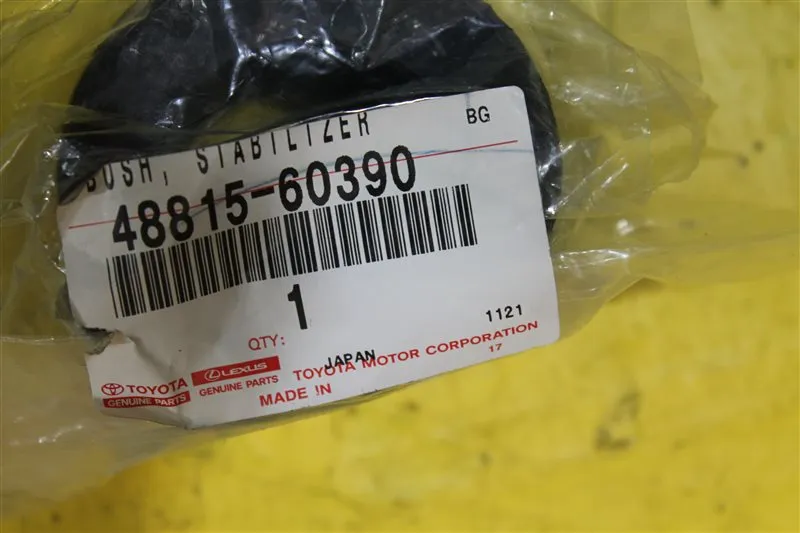 BUSH, STABILIZER BG
48815-60390
1
QTY: 1121
TOYOTA LEXUS JAPAN TOYOTA MOTOR CORPORATION
GENUINE PARTS GENUINE PARTS MADE IN 17